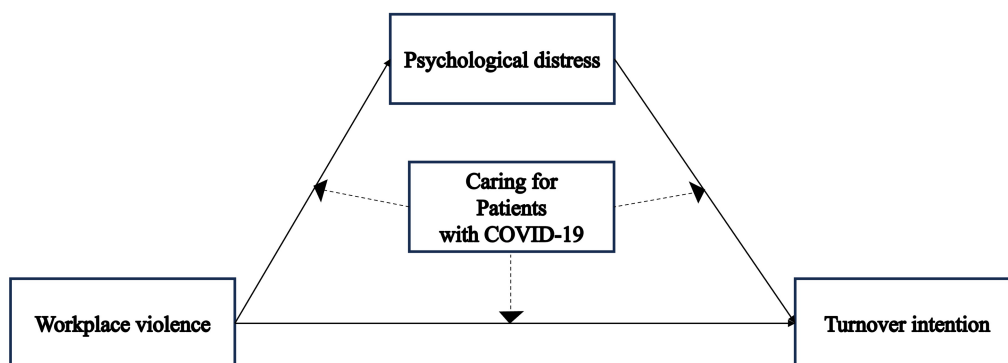 Psychological distress
Caring for
Patients
with COVID-19
Workplace violence
Turnover intention